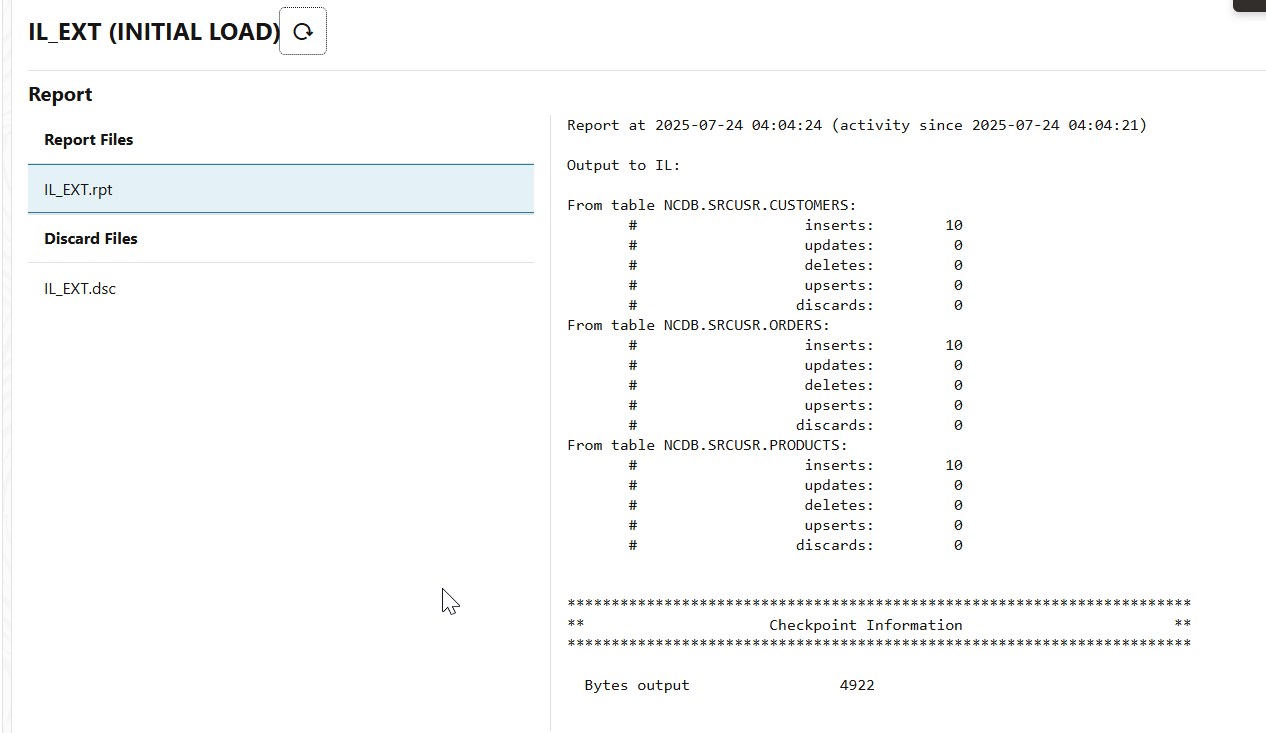 IL_EXT (INITIAL LOAD)
Report
Report Files
IL_EXT.rpt
Discard Files
IL_EXT.dsc
Report at 2025-07-24 04:04:24 (activity since 2025-07-24 04:04:21)
Output to IL:
From table NCDB.SRCUSR.CUSTOMERS:
# inserts: 10
# updates: 0
# deletes: 0
# upserts: 0
# discards: 0
From table NCDB.SRCUSR.ORDERS:
# inserts: 10
# updates: 0
# deletes: 0
# upserts: 0
# discards: 0
From table NCDB.SRCUSR.PRODUCTS:
# inserts: 10
# updates: 0
# deletes: 0
# upserts: 0
# discards: 0
***********************************************************************
** Checkpoint Information **
***********************************************************************
Bytes output 4922